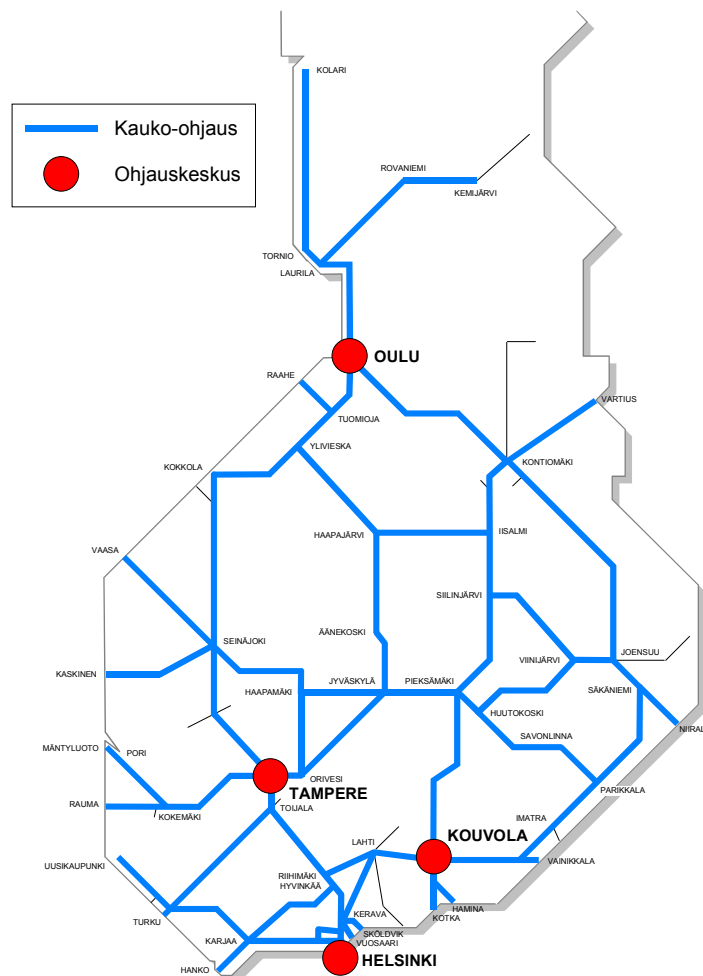 KOLARI
Kauko-ohjaus
Ohjauskeskus
ROVANIEMI
KEMIJÄRVI
TORNIO
LAURILA
OULU
RAAHE
VARTIUS
TUOMIOJA
YLIVIESKA
KOKKOLA
KONTIOMÄKI
HAAPAJÄRVI
IISALMI
VAASA
SIILINJÄRVI
ÄÄNEKOSKI
SEINÄJOKI
JOENSUU
VIINIJÄRVI
KASKINEN
HAAPAMÄKI
JYVÄSKYLÄ
PIEKSÄMÄKI
SÄKÄNIEMI
HUUTOKOSKI
NIIRALA
SAVONLINNA
MÄNTYLUOTO
PORI
ORIVESI
TAMPERE
PARIKKALA
RAUMA
KOKEMÄKI
TOIJALA
IMATRA
KOUVOLA
LAHTI
UUSIKAUPUNKI
VAINIKKALA
RIIHIMÄKI
HYVINKÄÄ
HAMINA
KOTKA
TURKU
KERAVA
SKÖLDVIK
VUOSAARI
KARJAA
HELSINKI
HANKO